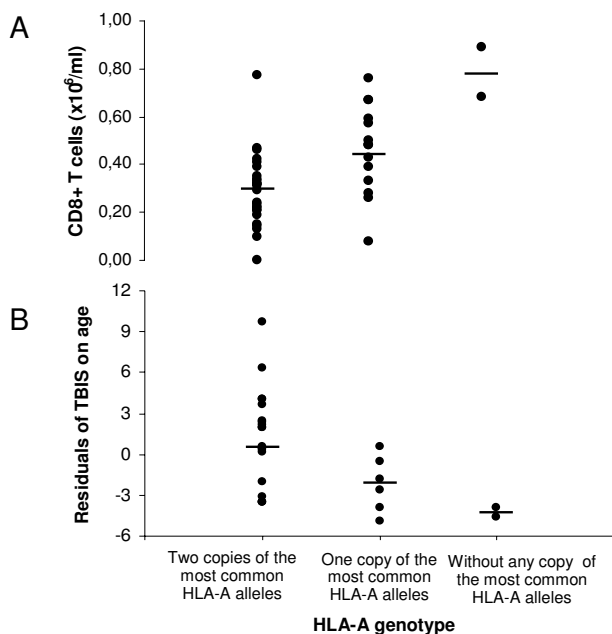 A
CD8+ T cells (x10⁶/ml)
1,00
0,80
0,60
0,40
0,20
0,00
B
Residuals of TBIS on age
12
9
6
3
0
-3
-6
Two copies of the
most common
HLA-A alleles
One copy of the
most common
HLA-A alleles
Without any copy of
the most common
HLA-A alleles
HLA-A genotype